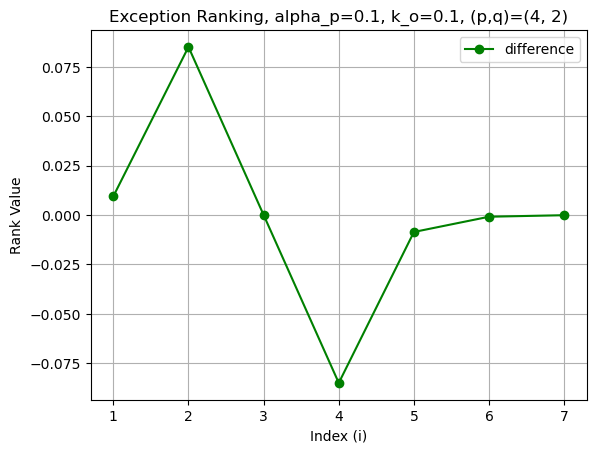 Exception Ranking, alpha_p=0.1, k_o=0.1, (p,q)=(4, 2)
difference
0.075
0.050
0.025
0.000
−0.025
−0.050
−0.075
Rank Value
1 2 3 4 5 6 7
Index (i)